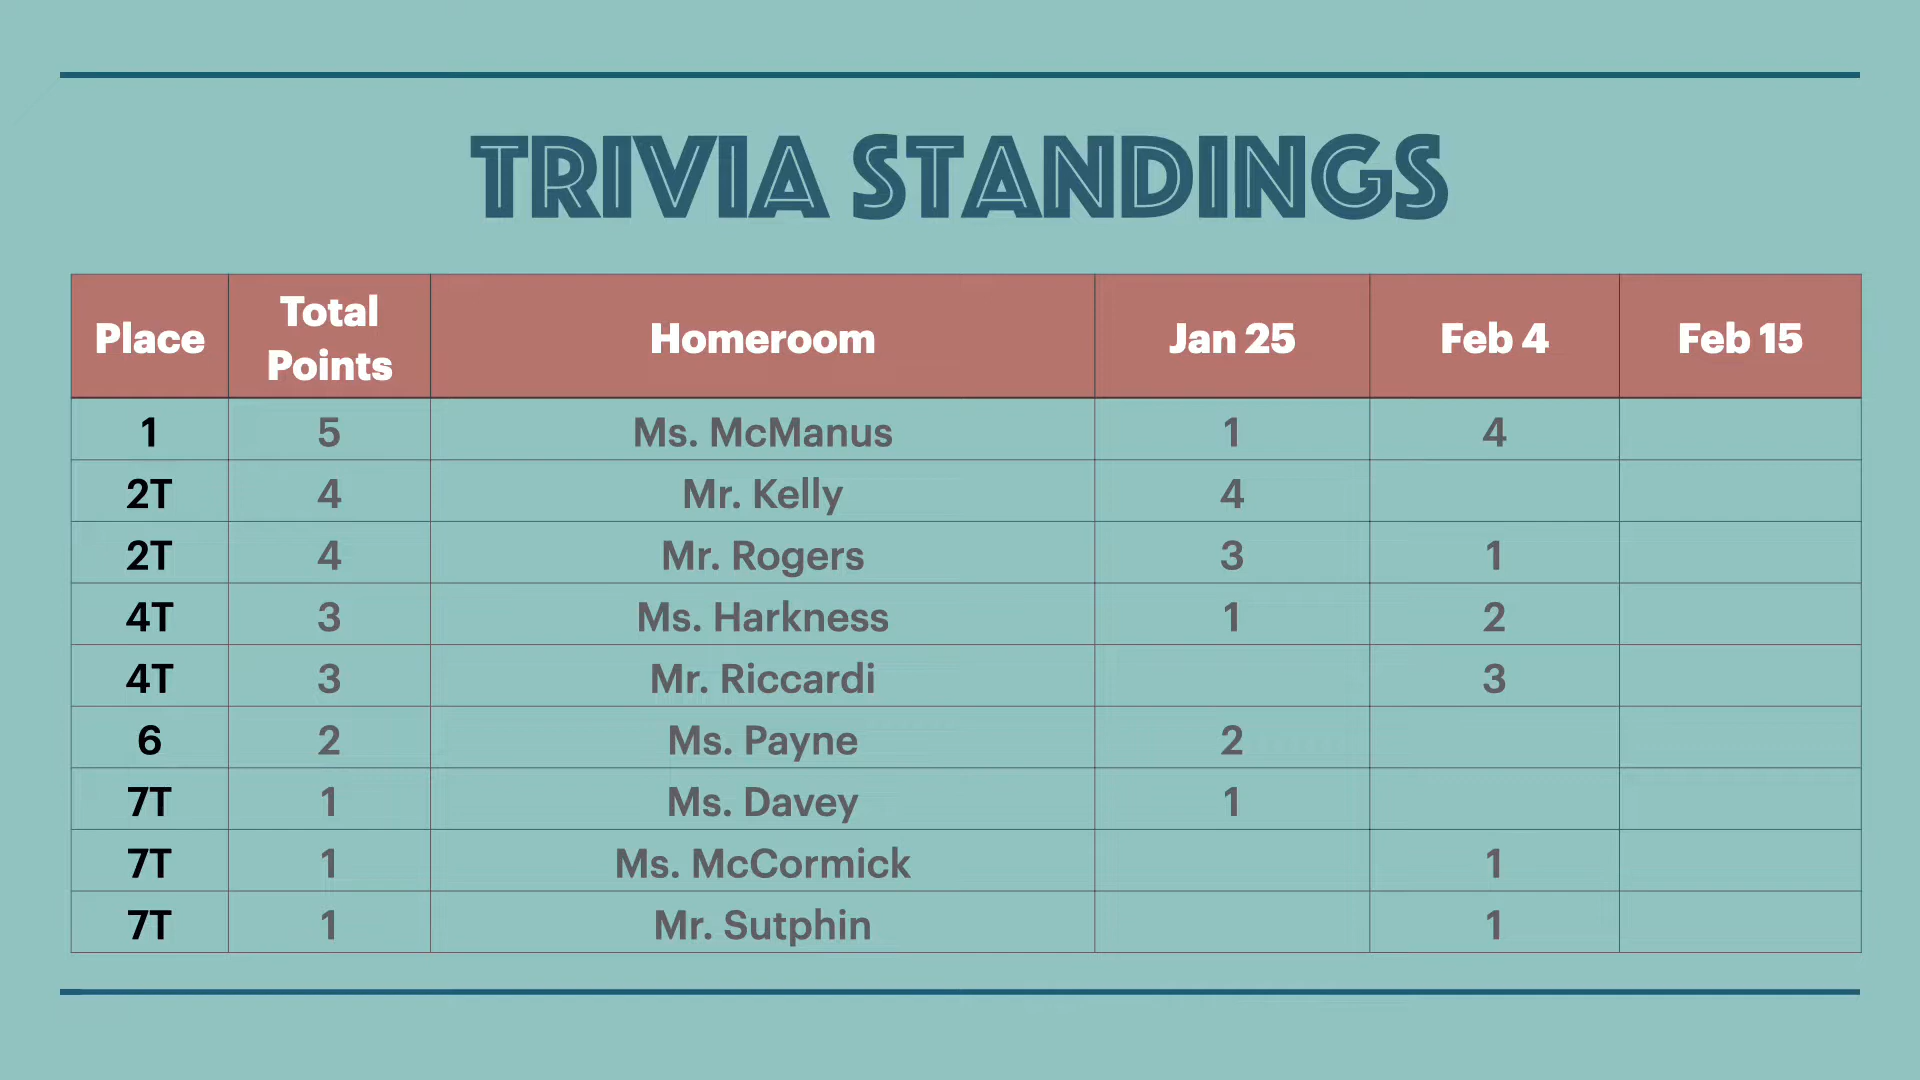 TRIVIA STANDINGS
Place Total Points Homeroom Jan 25 Feb 4 Feb 15
1 5 Ms. McManus 1 4
2T 4 Mr. Kelly 4
2T 4 Mr. Rogers 3 1
4T 3 Ms. Harkness 1 2
4T 3 Mr. Riccardi 3
6 2 Ms. Payne 2
7T 1 Ms. Davey 1
7T 1 Ms. McCormick 1
7T 1 Mr. Sutphin 1